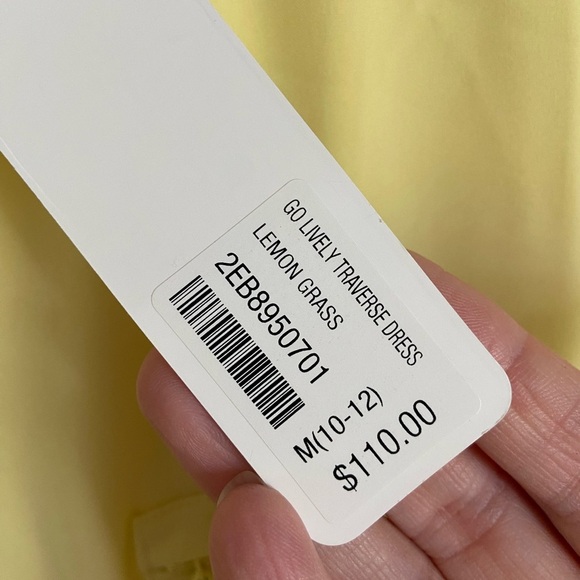 GO LIVELY TRAVERSE DRESS
LEMON GRASS
2EB8950701
M(10-12)
$110.00